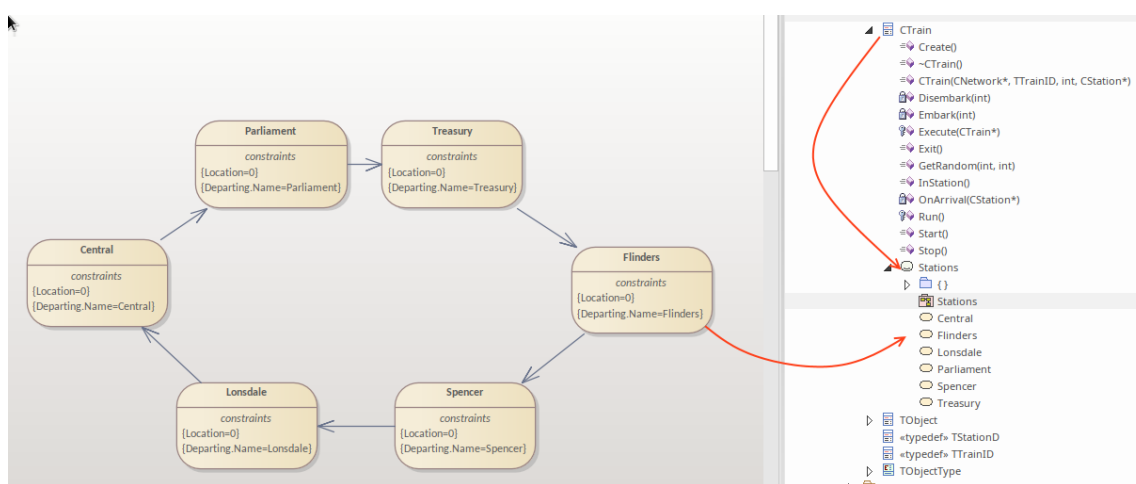 Parliament
constraints
{Location=0}
{Departing.Name=Parliament}
Treasury
constraints
{Location=0}
{Departing.Name=Treasury}
Central
constraints
{Location=0}
{Departing.Name=Central}
Flinders
constraints
{Location=0}
{Departing.Name=Flinders}
Lonsdale
constraints
{Location=0}
{Departing.Name=Lonsdale}
Spencer
constraints
{Location=0}
{Departing.Name=Spencer}
CTrain
Create()
~CTrain()
CTrain(CNetwork*, TTrainID, int, CStation*)
Disembark(int)
Embark(int)
Execute(CTrain*)
Exit()
GetRandom(int, int)
InStation()
OnArrival(CStation*)
Run()
Start()
Stop()
Stations
{ }
Stations
Central
Flinders
Lonsdale
Parliament
Spencer
Treasury
TObject
«typedef» TStationD
«typedef» TTrainID
TObjectType